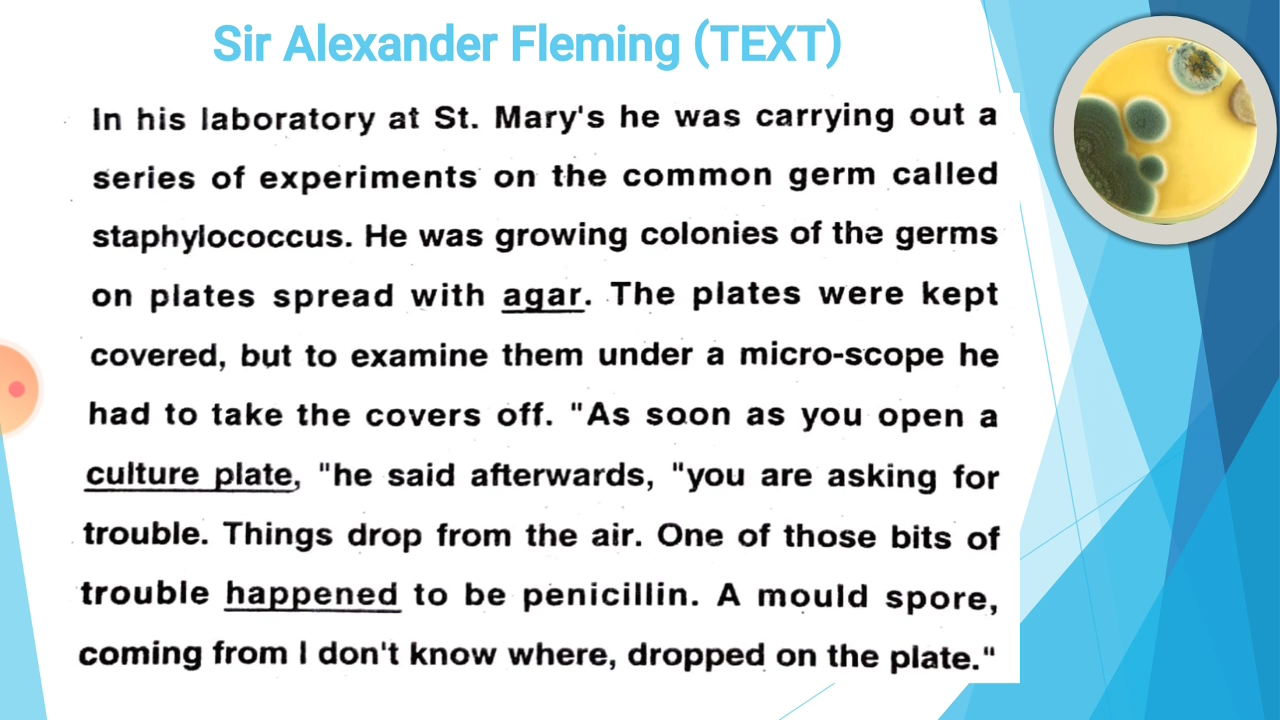 Sir Alexander Fleming (TEXT)
In his laboratory at St. Mary's he was carrying out a
series of experiments on the common germ called
staphylococcus. He was growing colonies of the germs
on plates spread with agar. The plates were kept
covered, but to examine them under a micro-scope he
had to take the covers off. "As soon as you open a
culture plate, "he said afterwards, "you are asking for
trouble. Things drop from the air. One of those bits of
trouble happened to be penicillin. A mould spore,
coming from I don't know where, dropped on the plate."